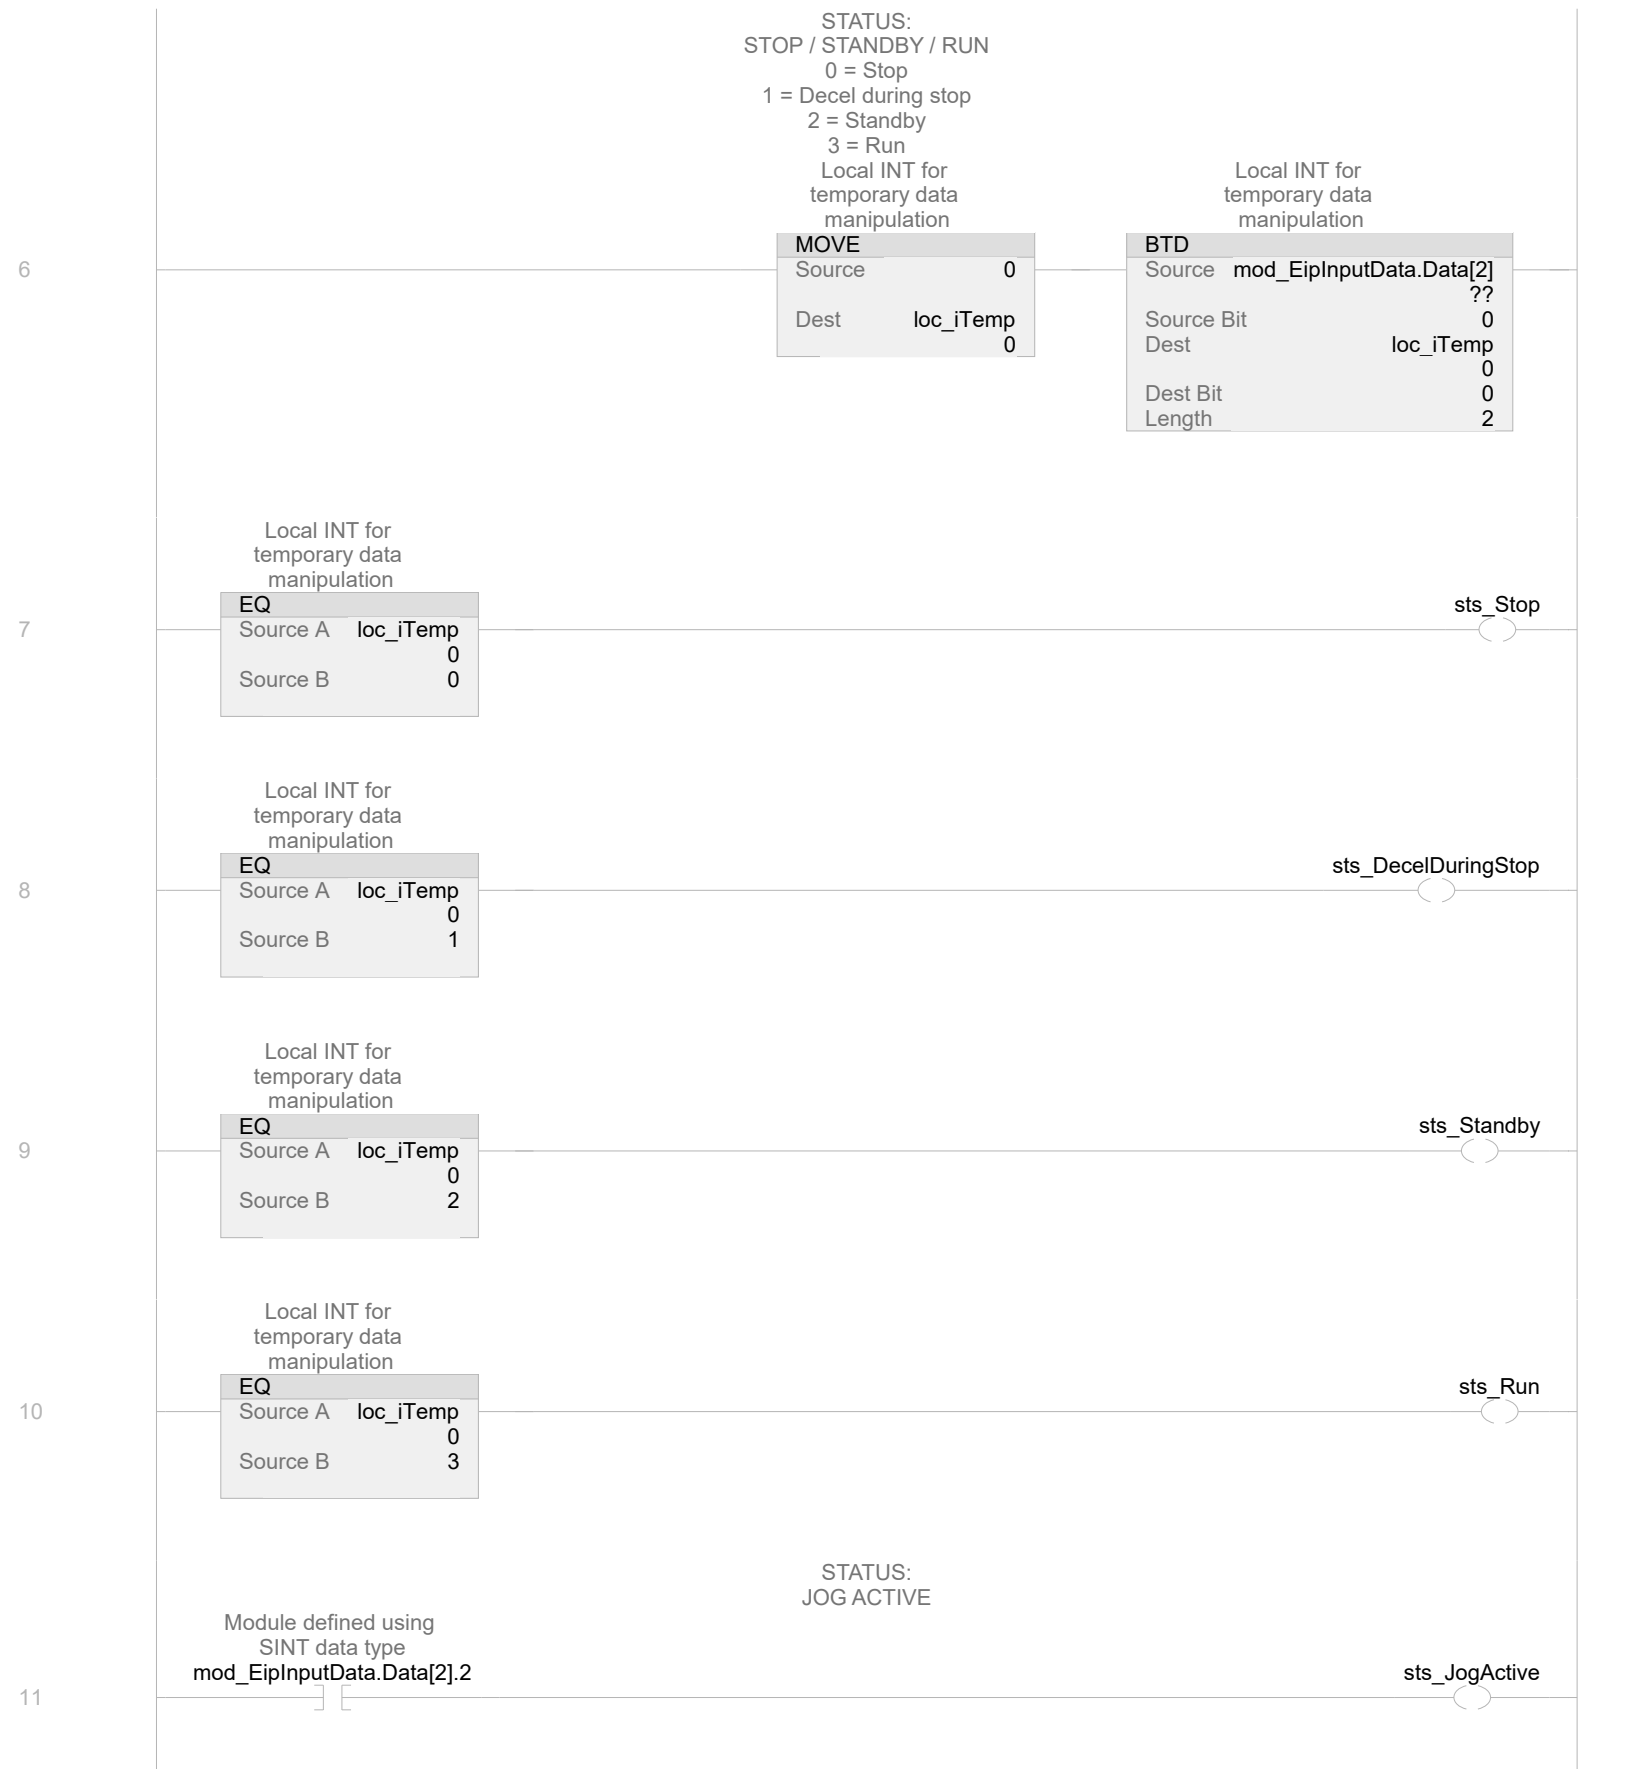 STATUS:
STOP / STANDBY / RUN
0 = Stop
1 = Decel during stop
2 = Standby
3 = Run
Local INT for
temporary data
manipulation
Local INT for
temporary data
manipulation
6
MOVE
Source 0
Dest loc_iTemp
0
BTD
Source mod_EipInputData.Data[2]
??
Source Bit 0
Dest loc_iTemp
0
Dest Bit 0
Length 2
Local INT for
temporary data
manipulation
7
EQ
Source A loc_iTemp
0
Source B 0
sts_Stop
Local INT for
temporary data
manipulation
8
EQ
Source A loc_iTemp
0
Source B 1
sts_DecelDuringStop
Local INT for
temporary data
manipulation
9
EQ
Source A loc_iTemp
0
Source B 2
sts_Standby
Local INT for
temporary data
manipulation
10
EQ
Source A loc_iTemp
0
Source B 3
sts_Run
STATUS:
JOG ACTIVE
Module defined using
SINT data type
mod_EipInputData.Data[2].2
sts_JogActive
11